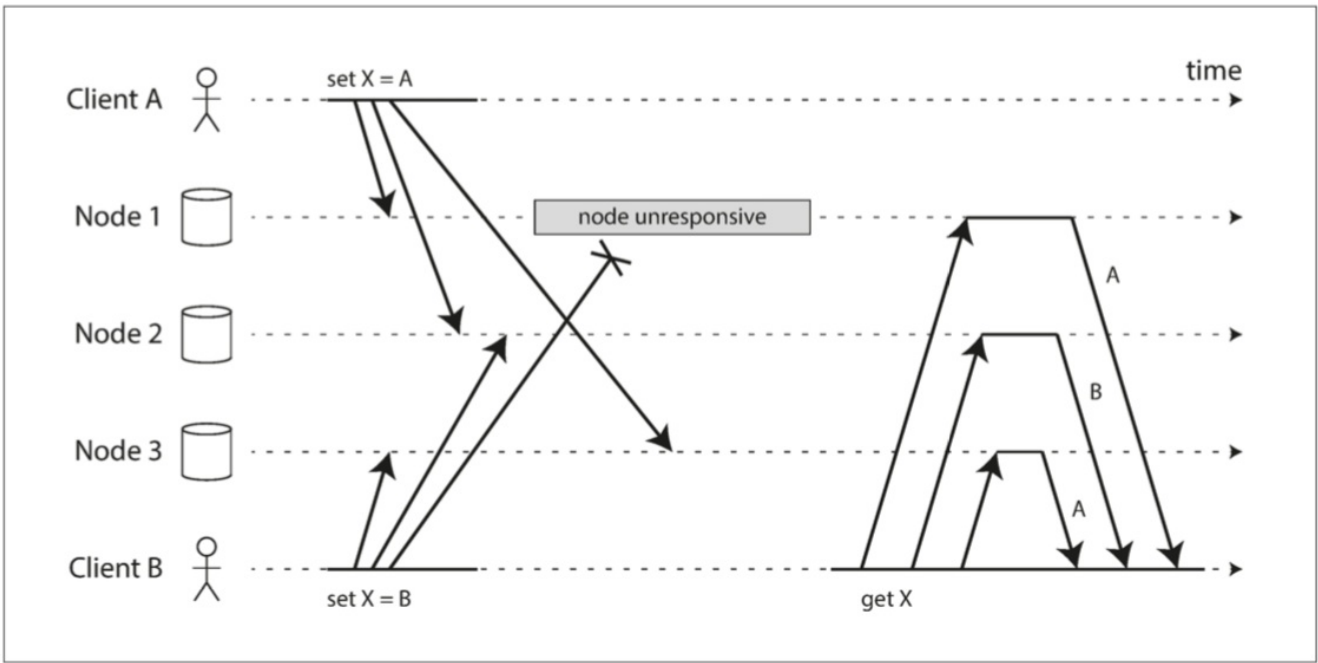 set X = A
time
Client A
Node 1
node unresponsive
A
Node 2
B
Node 3
A
Client B
set X = B
get X